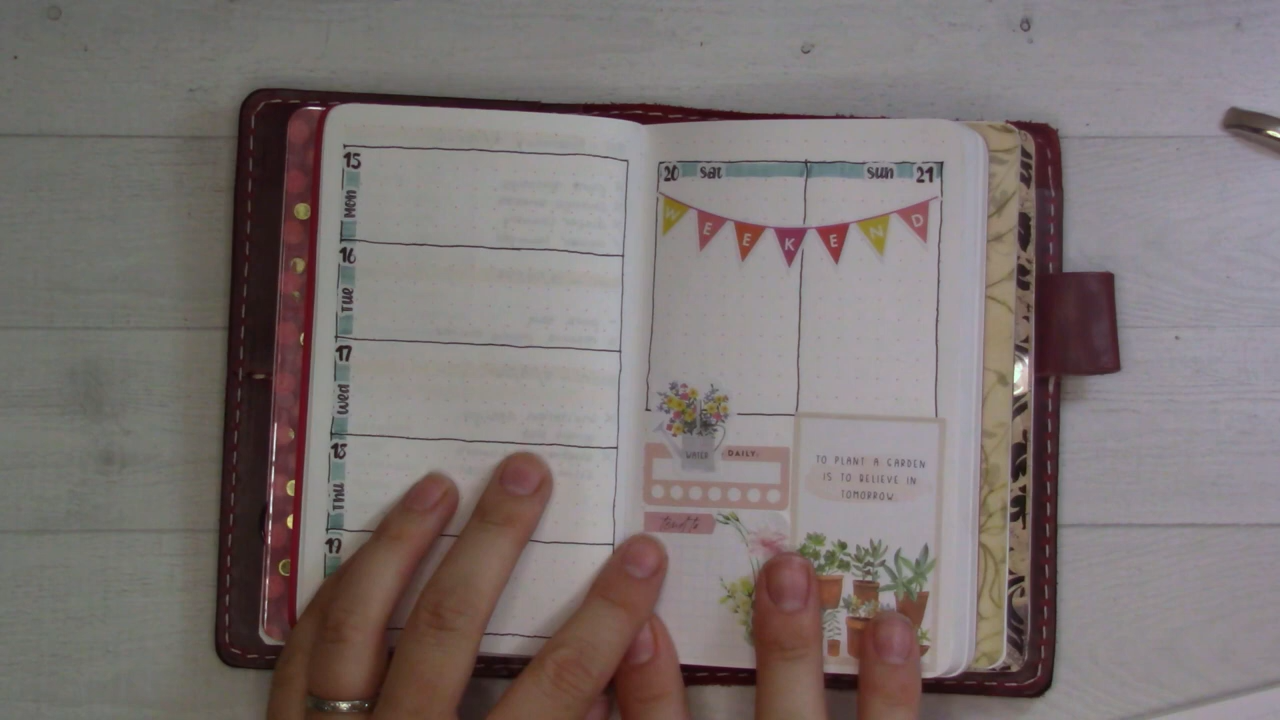 15
Mon
16
Tue
17
Wed
18
Thu
19
20 Sat
Sun 21
WEEKEND
WATER DAILY:
TO PLANT A GARDEN
IS TO BELIEVE IN
TOMORROW.